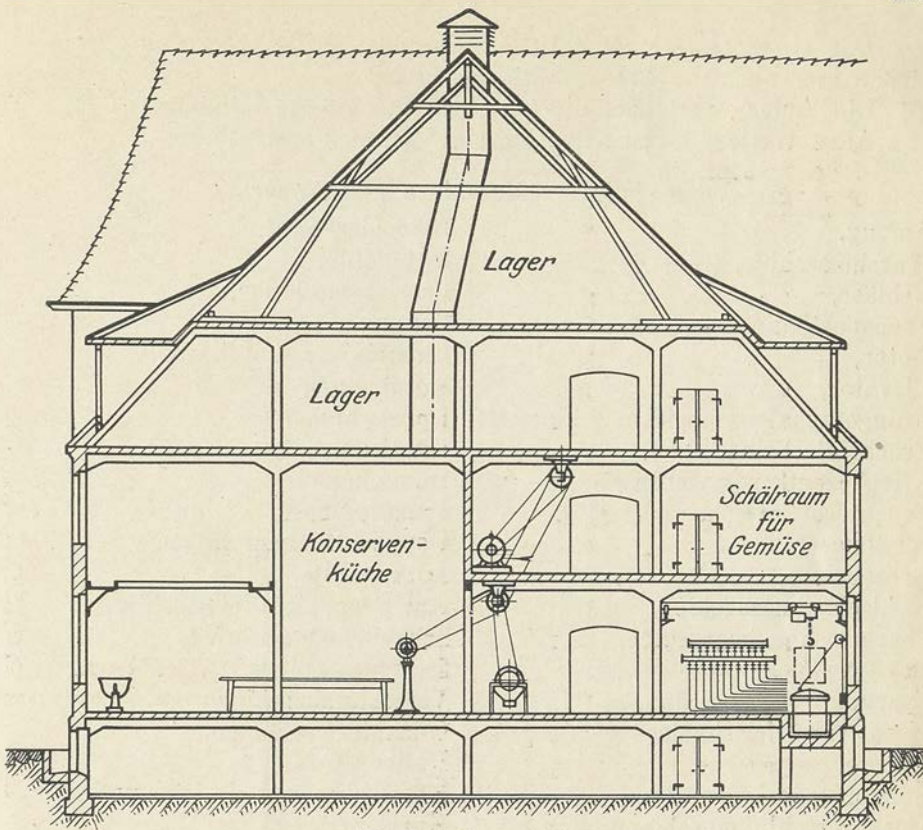 Lager
Lager
Konserven-
küche
Schälraum
für
Gemüse